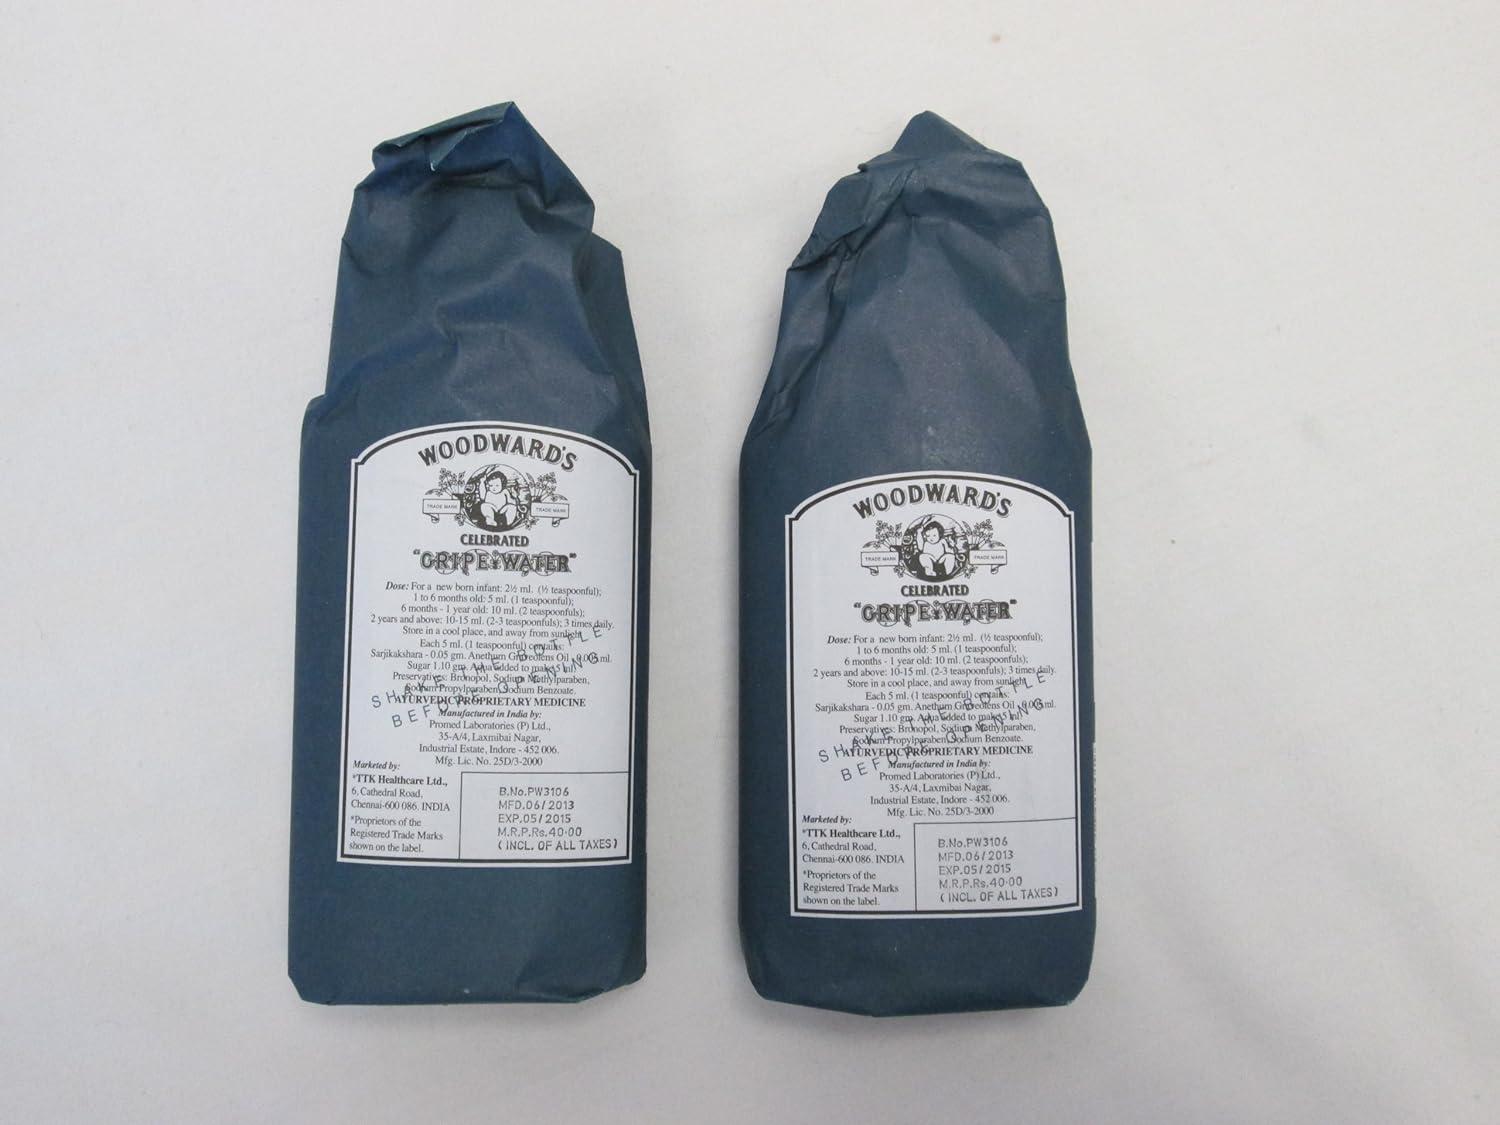 WOODWARD'S
TRADE MARK TRADE MARK
CELEBRATED
"GRIPE WATER"
Dose: For a new born infant: 2½ ml. (½ teaspoonful);
1 to 6 months old: 5 ml. (1 teaspoonful);
6 months - 1 year old: 10 ml. (2 teaspoonfuls);
2 years and above: 10-15 ml. (2-3 teaspoonfuls); 3 times daily.
Store in a cool place, and away from sunlight.
Each 5 ml. (1 teaspoonful) contains:
Sarjikakshara - 0.05 gm. Anethum Graveolens Oil - 0.005 ml.
Sugar 1.10 gm. Aqua added to make 5 ml.
Preservatives: Bronopol, Sodium Methylparaben,
Sodium Propylparaben, Sodium Benzoate.
AYURVEDIC PROPRIETARY MEDICINE
SHAKE THE BOTTLE
BEFORE OPENING
Manufactured in India by:
Promed Laboratories (P) Ltd.,
35-A/4, Laxmibai Nagar,
Industrial Estate, Indore - 452 006.
Mfg. Lic. No. 25D/3-2000
Marketed by:
*TTK Healthcare Ltd.,
6, Cathedral Road,
Chennai-600 086. INDIA
*Proprietors of the
Registered Trade Marks
shown on the label.
B.No.PW3106
MFD.06/2013
EXP.05/2015
M.R.P.Rs.40.00
(INCL. OF ALL TAXES)
WOODWARD'S
TRADE MARK TRADE MARK
CELEBRATED
"GRIPE WATER"
Dose: For a new born infant: 2½ ml. (½ teaspoonful);
1 to 6 months old: 5 ml. (1 teaspoonful);
6 months - 1 year old: 10 ml. (2 teaspoonfuls);
2 years and above: 10-15 ml. (2-3 teaspoonfuls); 3 times daily.
Store in a cool place, and away from sunlight.
Each 5 ml. (1 teaspoonful) contains:
Sarjikakshara - 0.05 gm. Anethum Graveolens Oil - 0.005 ml.
Sugar 1.10 gm. Aqua added to make 5 ml.
Preservatives: Bronopol, Sodium Methylparaben,
Sodium Propylparaben, Sodium Benzoate.
AYURVEDIC PROPRIETARY MEDICINE
SHAKE THE BOTTLE
BEFORE OPENING
Manufactured in India by:
Promed Laboratories (P) Ltd.,
35-A/4, Laxmibai Nagar,
Industrial Estate, Indore - 452 006.
Mfg. Lic. No. 25D/3-2000
Marketed by:
*TTK Healthcare Ltd.,
6, Cathedral Road,
Chennai-600 086. INDIA
*Proprietors of the
Registered Trade Marks
shown on the label.
B.No.PW3106
MFD.06/2013
EXP.05/2015
M.R.P.Rs.40.00
(INCL. OF ALL TAXES)